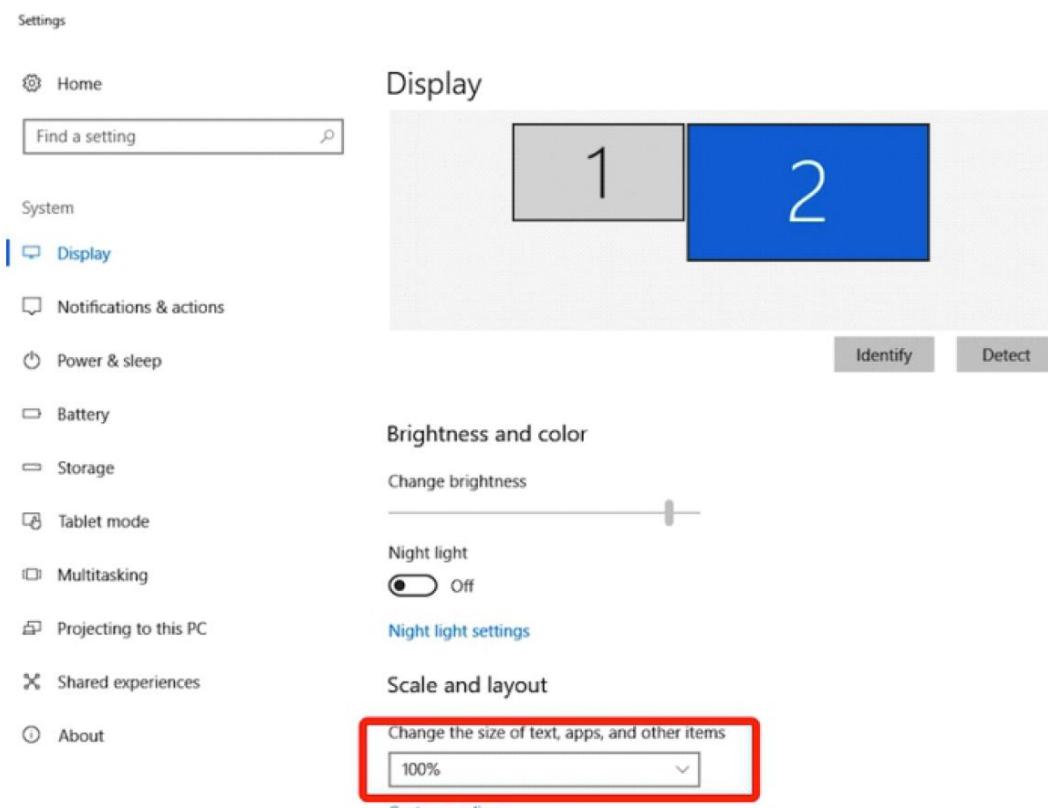 Settings
Home
Find a setting
System
Display
Notifications & actions
Power & sleep
Battery
Storage
Tablet mode
Multitasking
Projecting to this PC
Shared experiences
About
Display
1
2
Identify
Detect
Brightness and color
Change brightness
Night light
Off
Night light settings
Scale and layout
Change the size of text, apps, and other items
100%